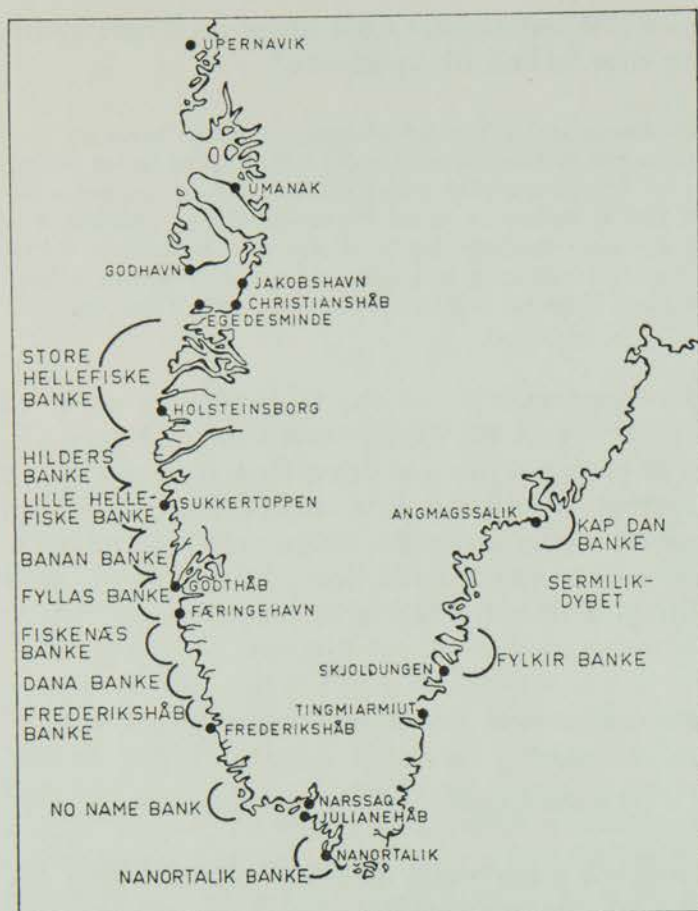 UPERNAVIK
UMANAK
GODHAVN
JAKOBSHAVN
CHRISTIANSHÅB
EGEDESMINDE
STORE
HELLEFISKE
BANKE
HOLSTEINSBORG
HILDERS
BANKE
LILLE HELLE-
FISKE BANKE
SUKKERTOPPEN
ANGMAGSSALIK
KAP DAN
BANKE
BANAN BANKE
GODTHÅB
SERMILIK-
DYBET
FYLLAS BANKE
FÆRINGEHAVN
FISKENÆS
BANKE
SKJOLDUNGEN
FYLKIR BANKE
DANA BANKE
TINGMIARMIUT
FREDERIKSHÅB
BANKE
FREDERIKSHÅB
NO NAME BANK
NARSSAQ
JULIANEHÅB
NANORTALIK
NANORTALIK BANKE